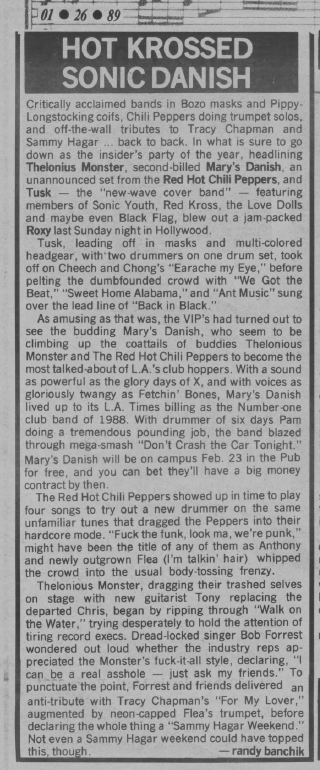 01 ● 26 ● 89
HOT KROSSED
SONIC DANISH
Critically acclaimed bands in Bozo masks and Pippy-
Longstocking coifs, Chili Peppers doing trumpet solos,
and off-the-wall tributes to Tracy Chapman and
Sammy Hagar ... back to back. In what is sure to go
down as the insider's party of the year, headlining
Thelonius Monster, second-billed Mary's Danish, an
unannounced set from the Red Hot Chili Peppers, and
Tusk — the "new-wave cover band" — featuring
members of Sonic Youth, Red Kross, the Love Dolls
and maybe even Black Flag, blew out a jam-packed
Roxy last Sunday night in Hollywood.
Tusk, leading off in masks and multi-colored
headgear, with two drummers on one drum set, took
off on Cheech and Chong's "Earache my Eye," before
pelting the dumbfounded crowd with "We Got the
Beat," "Sweet Home Alabama," and "Ant Music" sung
over the lead line of "Back in Black."
As amusing as that was, the VIP's had turned out to
see the budding Mary's Danish, who seem to be
climbing up the coattails of buddies Thelonious
Monster and The Red Hot Chili Peppers to become the
most talked-about of L.A.'s club hoppers. With a sound
as powerful as the glory days of X, and with voices as
gloriously twangy as Fetchin' Bones, Mary's Danish
lived up to its L.A. Times billing as the Number-one
club band of 1988. With drummer of six days Pam
doing a tremendous pounding job, the band blazed
through mega-smash "Don't Crash the Car Tonight."
Mary's Danish will be on campus Feb. 23 in the Pub
for free, and you can bet they'll have a big money
contract by then.
The Red Hot Chili Peppers showed up in time to play
four songs to try out a new drummer on the same
unfamiliar tunes that dragged the Peppers into their
hardcore mode. "Fuck the funk, look ma, we're punk,"
might have been the title of any of them as Anthony
and newly outgrown Flea (I'm talkin' hair) whipped
the crowd into the usual body-tossing frenzy.
Thelonious Monster, dragging their trashed selves
on stage with new guitarist Tony replacing the
departed Chris, began by ripping through "Walk on
the Water," trying desperately to hold the attention of
tiring record execs. Dread-locked singer Bob Forrest
wondered out loud whether the industry reps ap-
preciated the Monster's fuck-it-all style, declaring, "I
can be a real asshole — just ask my friends." To
punctuate the point, Forrest and friends delivered an
anti-tribute with Tracy Chapman's "For My Lover,"
augmented by neon-capped Flea's trumpet, before
declaring the whole thing a "Sammy Hagar Weekend."
Not even a Sammy Hagar weekend could have topped
this, though. — randy banchik